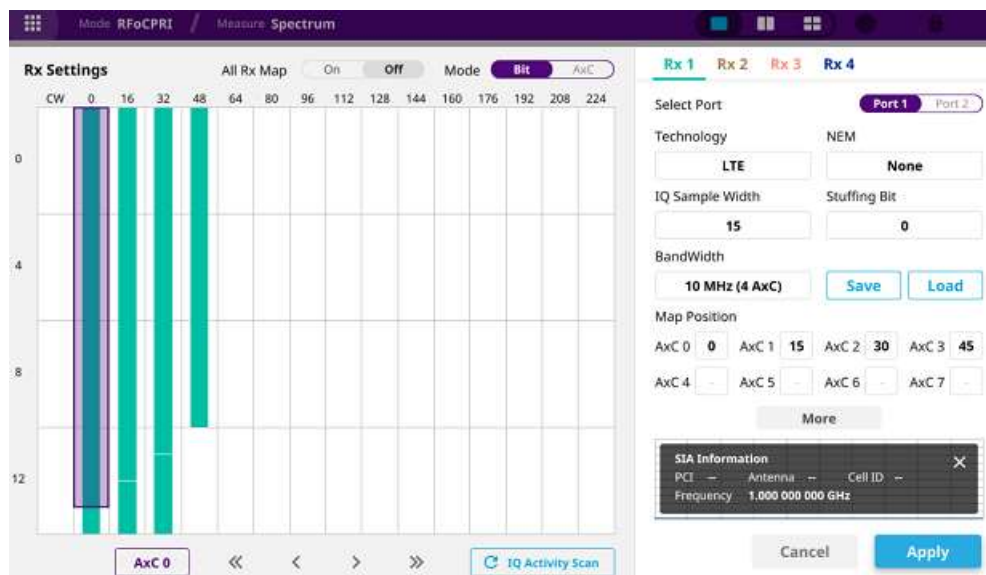 Mode RFoCPRI / Measure Spectrum
Rx Settings All Rx Map On Off Mode Bit AxC
CW 0 16 32 48 64 80 96 112 128 144 160 176 192 208 224
0
4
8
12
AxC 0 « < > » IQ Activity Scan
Rx 1 Rx 2 Rx 3 Rx 4
Select Port Port 1 Port 2
Technology NEM
LTE None
IQ Sample Width Stuffing Bit
15 0
BandWidth
10 MHz (4 AxC) Save Load
Map Position
AxC 0 0 AxC 1 15 AxC 2 30 AxC 3 45
AxC 4 - AxC 5 - AxC 6 - AxC 7 -
More
SIA Information ×
PCI -- Antenna -- Cell ID --
Frequency 1.000 000 000 GHz
Cancel Apply